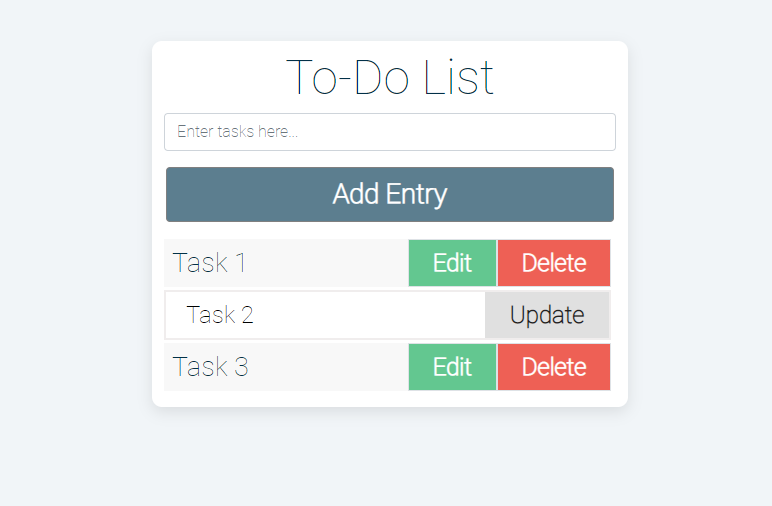 To-Do List
Enter tasks here...
Add Entry
Task 1 Edit Delete
Task 2 Update
Task 3 Edit Delete